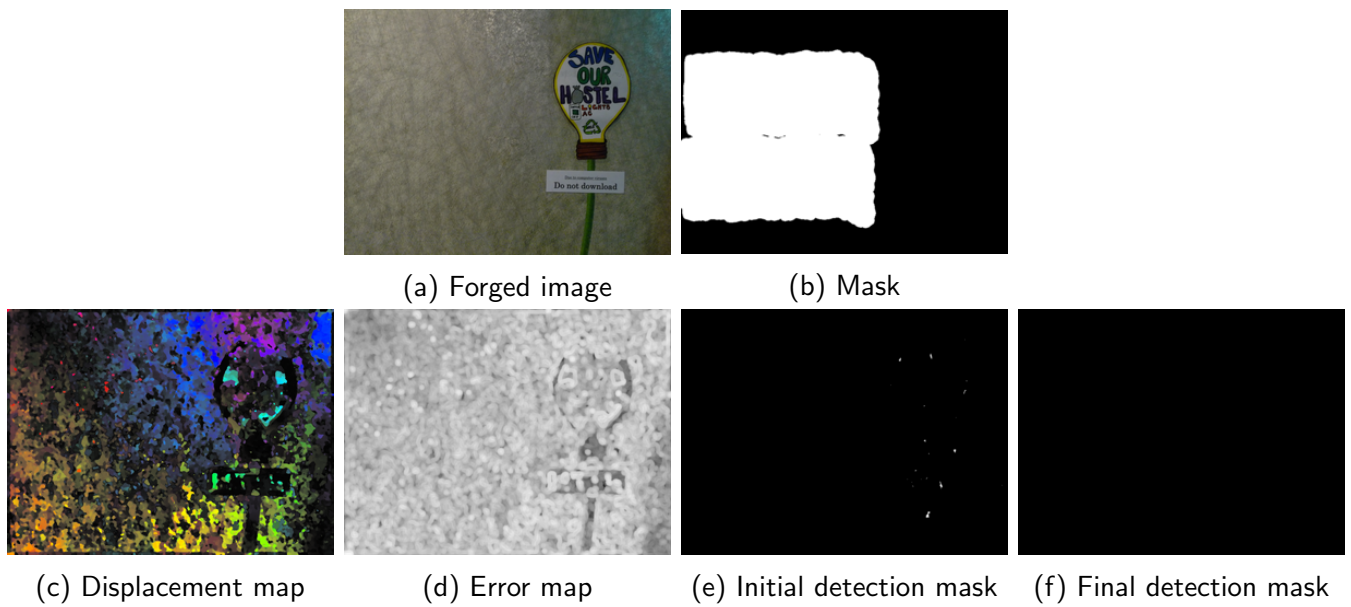 SAVE
OUR
HOSTEL
Do not download
(a) Forged image
(b) Mask
(c) Displacement map
(d) Error map
(e) Initial detection mask
(f) Final detection mask